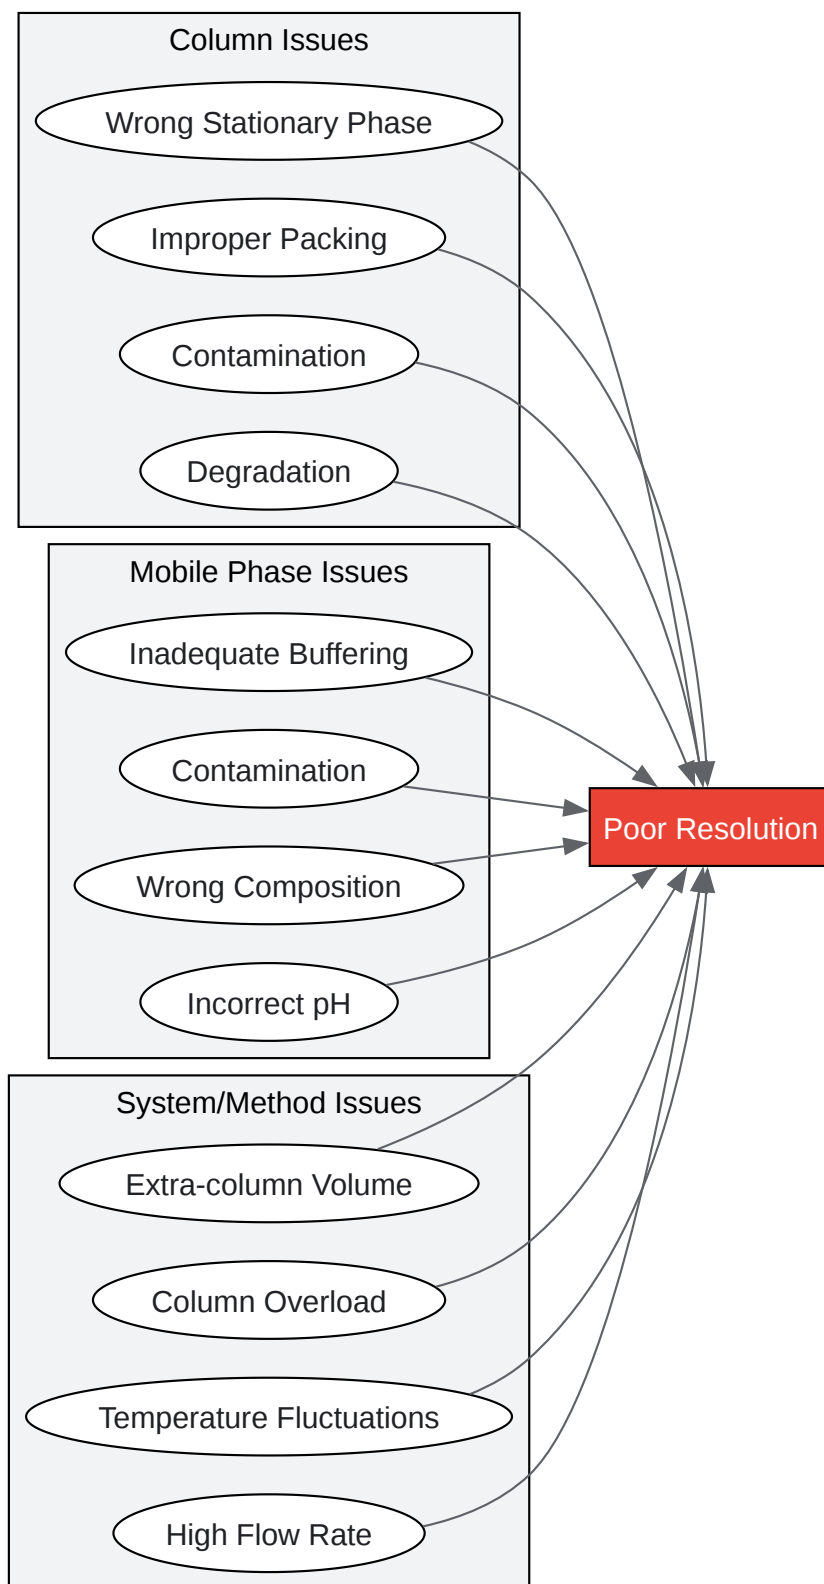 Column Issues
Wrong Stationary Phase
Improper Packing
Contamination
Degradation
Mobile Phase Issues
Inadequate Buffering
Contamination
Wrong Composition
Incorrect pH
Poor Resolution
System/Method Issues
Extra-column Volume
Column Overload
Temperature Fluctuations
High Flow Rate